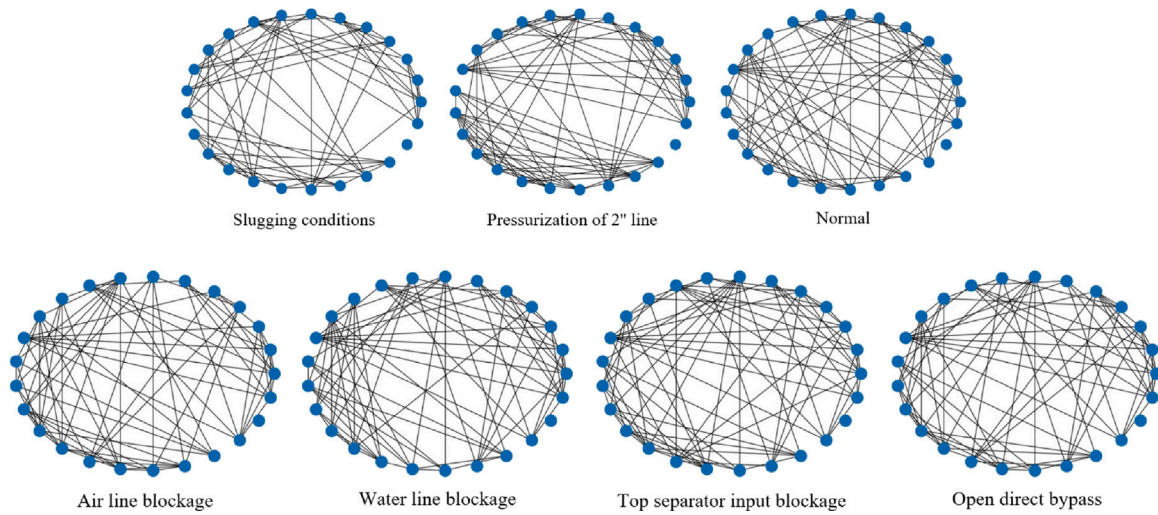 Slugging conditions
Pressurization of 2" line
Normal
Air line blockage
Water line blockage
Top separator input blockage
Open direct bypass